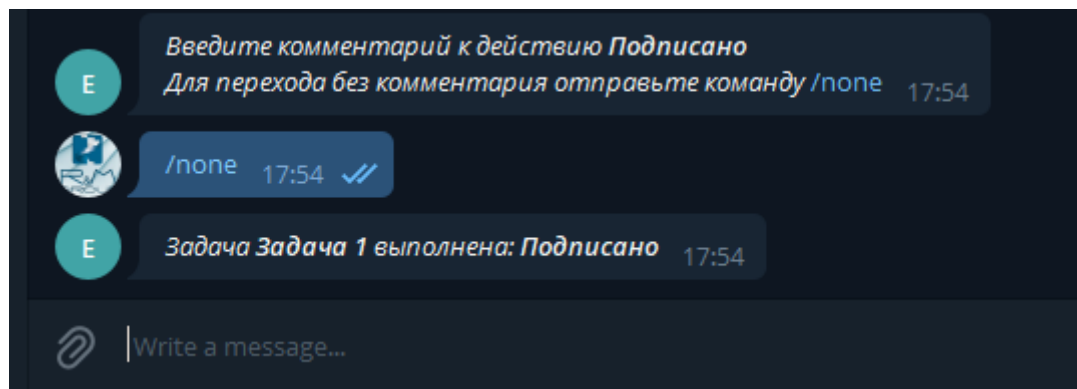 Введите комментарий к действию Подписано
Для перехода без комментария отправьте команду /none 17:54
E
/none 17:54
Задача Задача 1 выполнена: Подписано 17:54
E
Write a message...